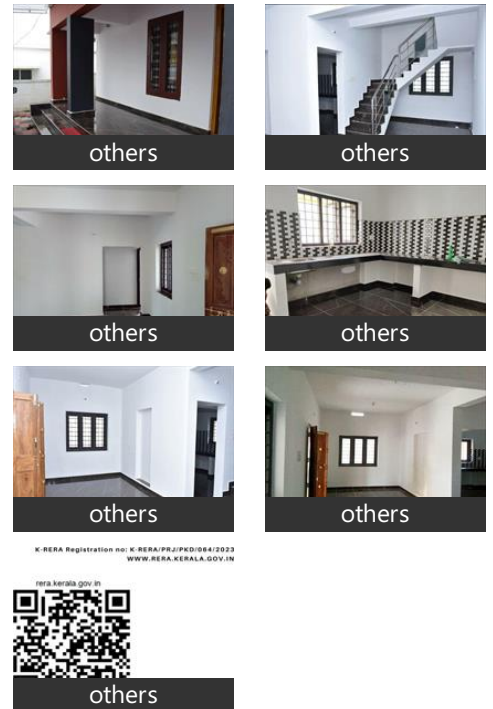 others
others
others
others
others
others
K-RERA Registration no: K-RERA/PRJ/PKD/064/2023
WWW.RERA.KERALA.GOV.IN
rera.kerala.gov.in
others